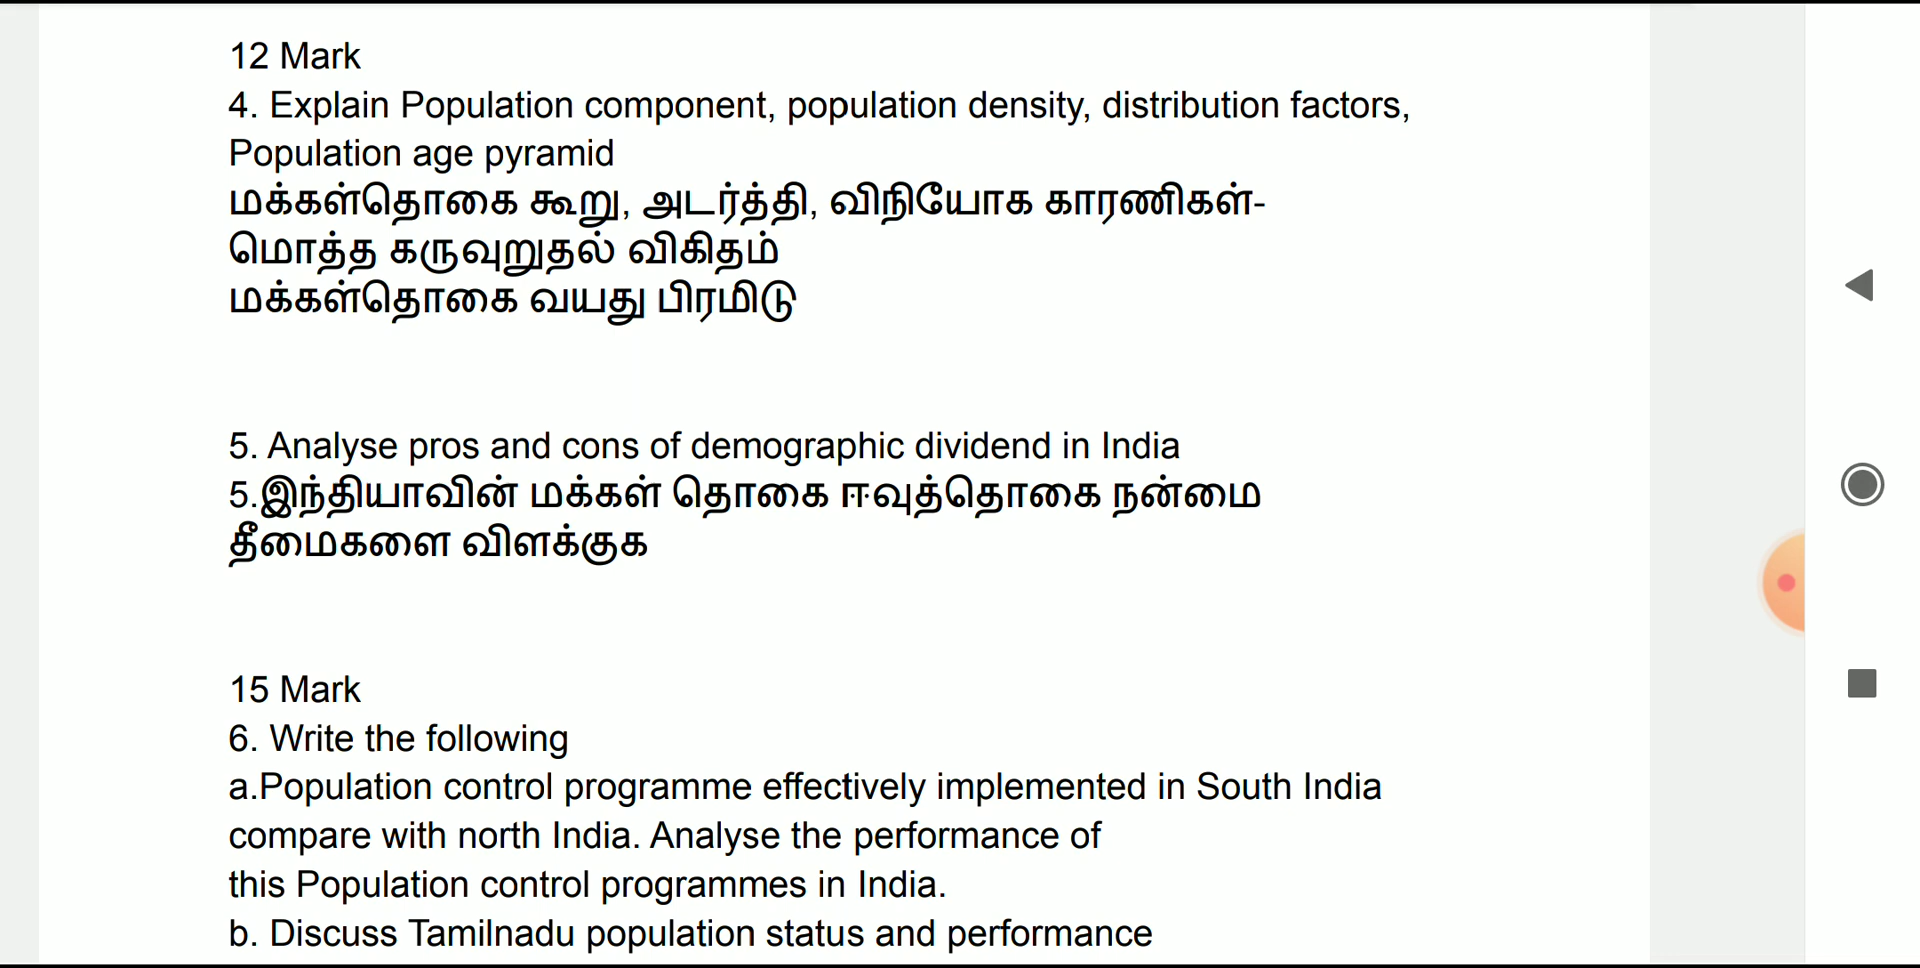 12 Mark
4. Explain Population component, population density, distribution factors,
Population age pyramid
மக்கள்தொகை கூறு, அடர்த்தி, விநியோக காரணிகள்-
மொத்த கருவுறுதல் விகிதம்
மக்கள்தொகை வயது பிரமிடு
5. Analyse pros and cons of demographic dividend in India
5.இந்தியாவின் மக்கள் தொகை ஈவுத்தொகை நன்மை
தீமைகளை விளக்குக
15 Mark
6. Write the following
a.Population control programme effectively implemented in South India
compare with north India. Analyse the performance of
this Population control programmes in India.
b. Discuss Tamilnadu population status and performance